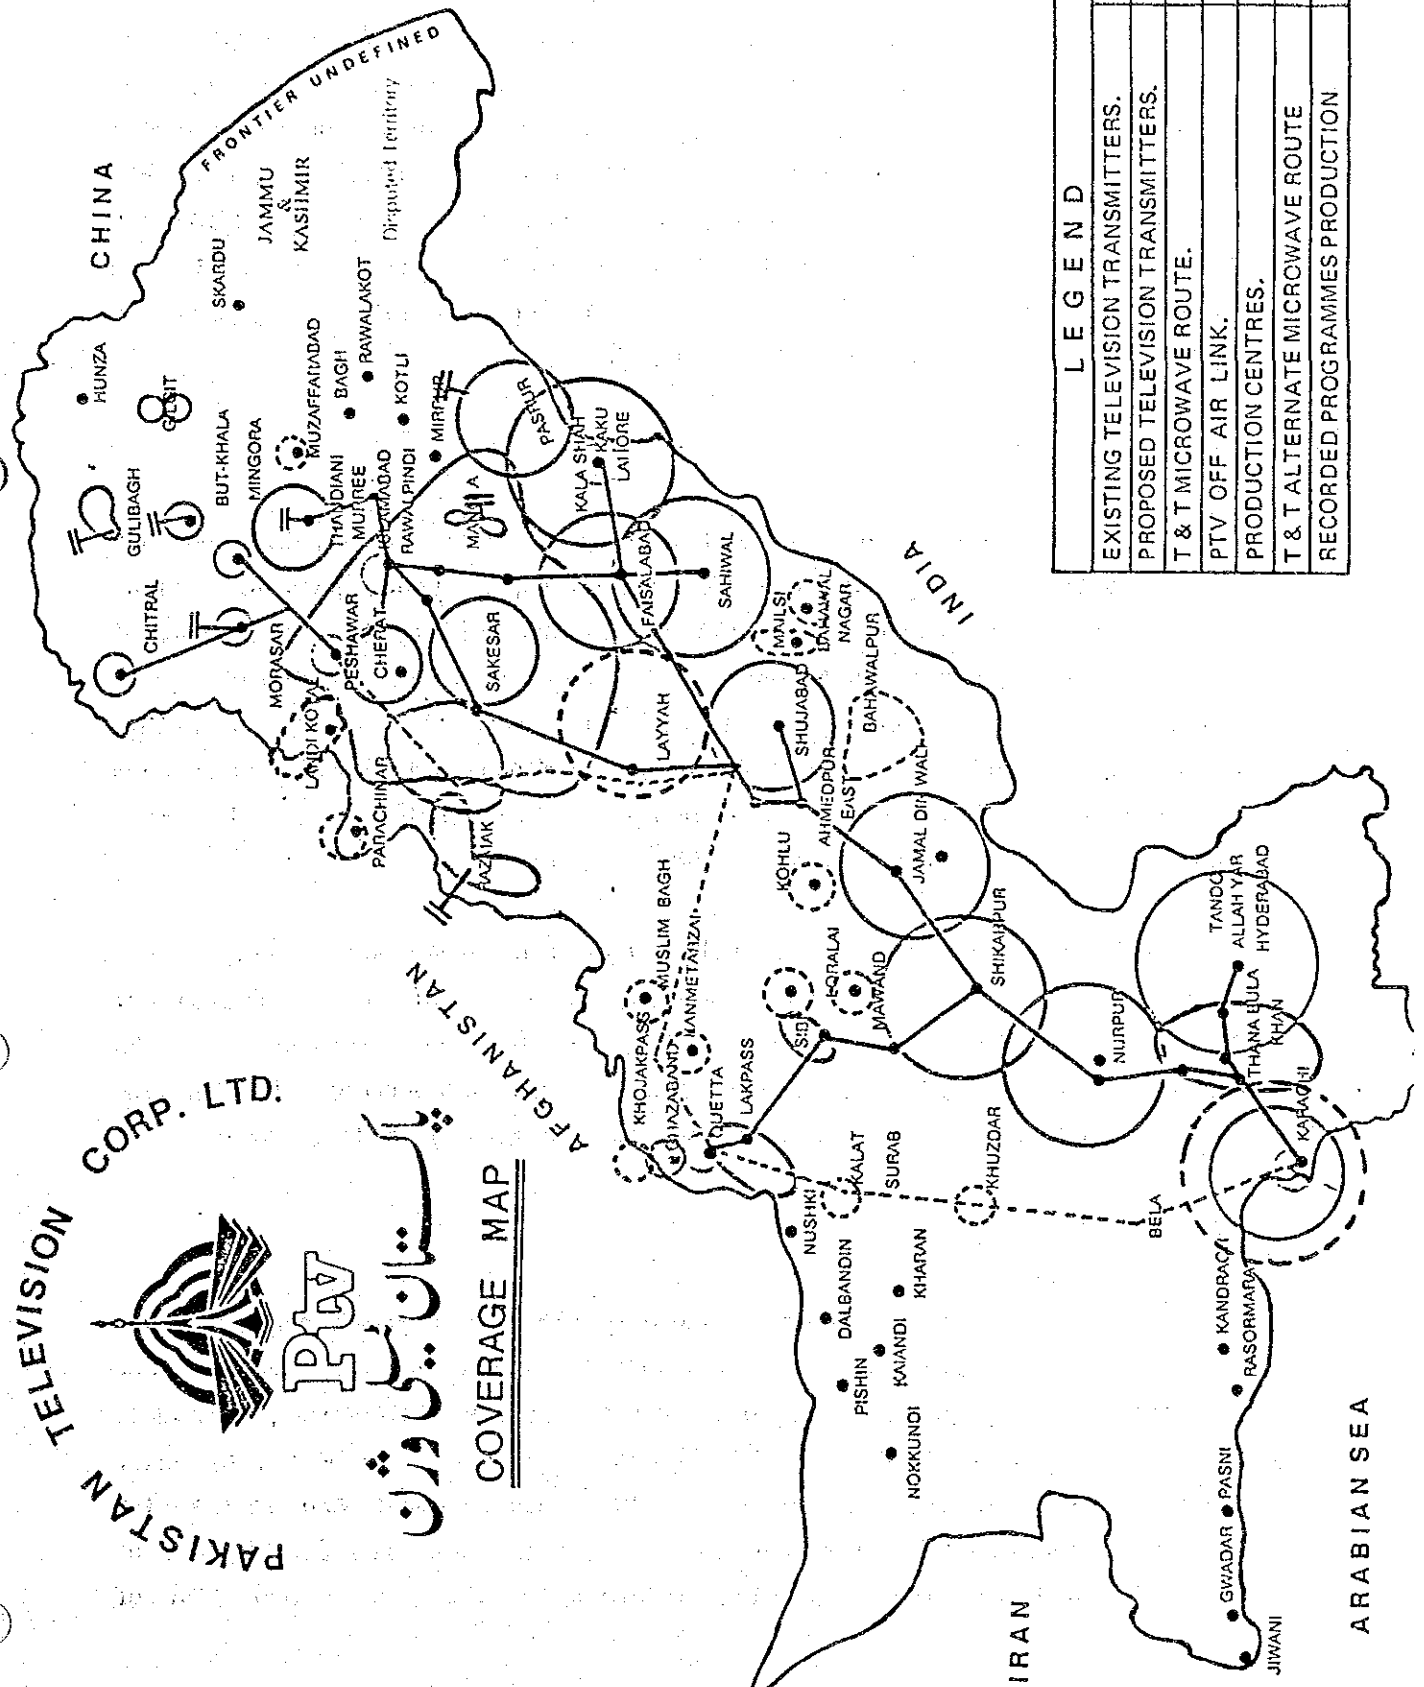 PAKISTAN TELEVISION CORP. LTD.
Ptv
پاکستان ٹیلی وژن
COVERAGE MAP
CHINA
FRONTIER UNDEFINED
JAMMU
&
KASHMIR
Disputed Territory
HUNZA
SKARDU
GILGIT
GULIBAGH
BUT-KHALA
MINGORA
CHITRAL
MUZAFFARABAD
BAGH
RAWALAKOT
KOTLI
MIRPUR
THANDIANI
MURREE
ISLAMABAD
RAWALPINDI
MORASAR
LANDI KOTAL
PESHAWAR
CHERAT
PARACHINAR
SAKESAR
PASRUR
KALA SHAH
KAKU
LAHORE
FAISALABAD
SAHIWAL
LAYYAH
MAILSI
BAHAWAL
NAGAR
SHUJABAD
BAHAWALPUR
AHMEDPUR
EAST
INDIA
RAZMAK
AFGHANISTAN
KOHLU
JAMAL DIN WALI
MUSLIM BAGH
KANMETARZAI
KHOJAKPASS
GHAZABAND
QUETTA
LAKPASS
SIBI
LORALAI
MAWAND
SHIKARPUR
NURPUR
TANDO
ALLAH YAR
HYDERABAD
THANA BULA
KHAN
KARACHI
NUSHKI
KALAT
SURAB
KHUZDAR
BELA
DALBANDIN
KHARAN
PISHIN
NOKKUNDI
KANDRACH
RASORMARA
PASNI
GWADAR
JIWANI
IRAN
ARABIAN SEA
LEGEND
EXISTING TELEVISION TRANSMITTERS.
PROPOSED TELEVISION TRANSMITTERS.
T & T MICROWAVE ROUTE.
PTV OFF AIR LINK.
PRODUCTION CENTRES.
T & T ALTERNATE MICROWAVE ROUTE
RECORDED PROGRAMMES PRODUCTION